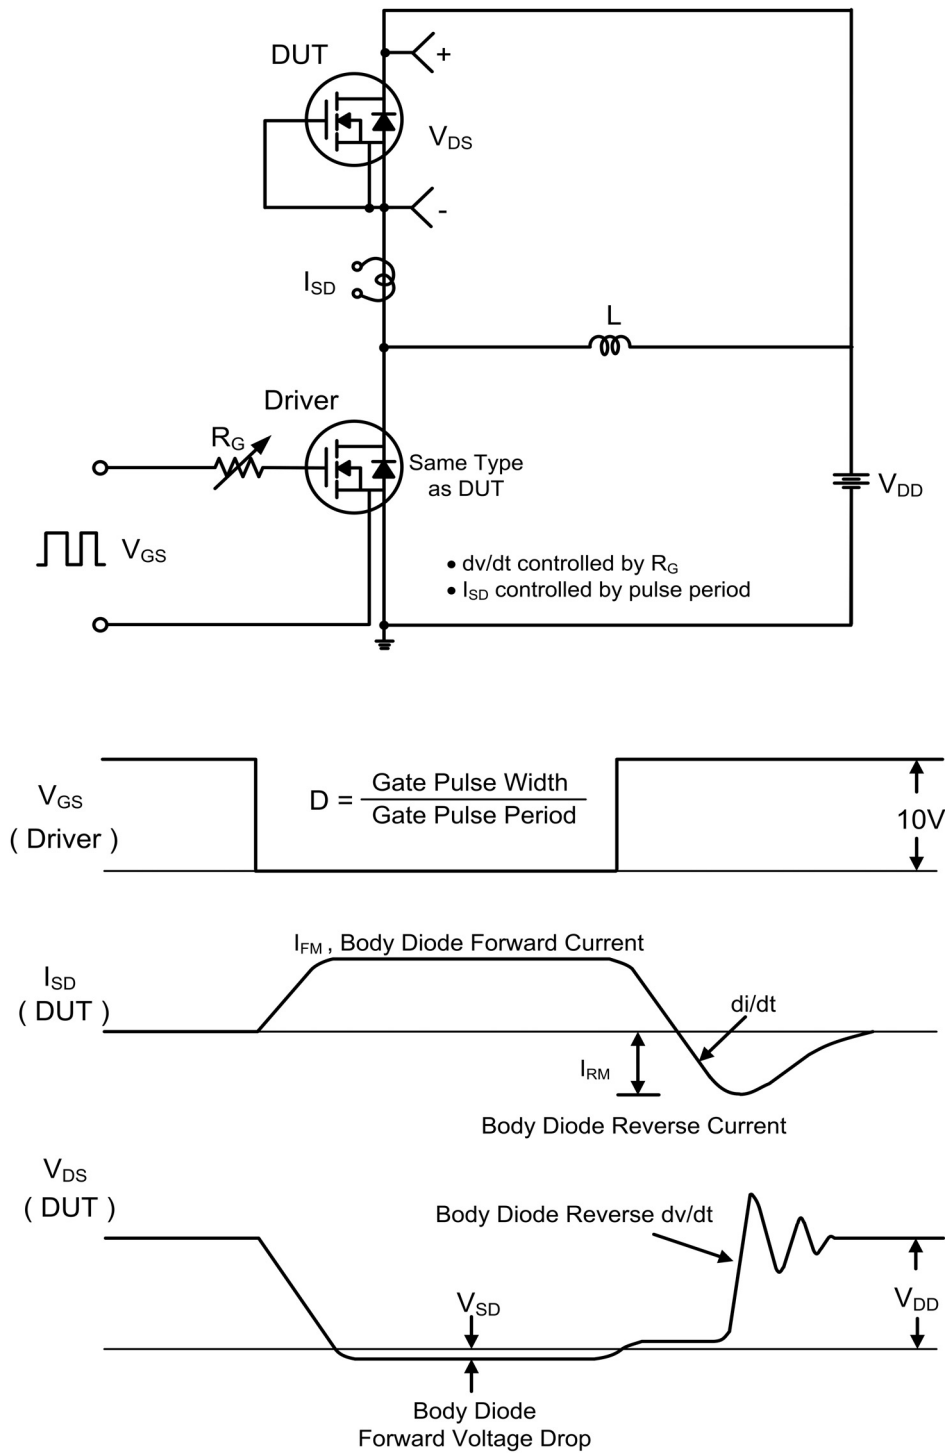 DUT
+
VDS
-
ISD
L
Driver
RG
Same Type
as DUT
VDD
VGS
• dv/dt controlled by RG
• ISD controlled by pulse period
VGS
( Driver )
D = Gate Pulse Width
Gate Pulse Period
10V
IFM , Body Diode Forward Current
ISD
( DUT )
di/dt
IRM
Body Diode Reverse Current
VDS
( DUT )
Body Diode Reverse dv/dt
VSD
VDD
Body Diode
Forward Voltage Drop